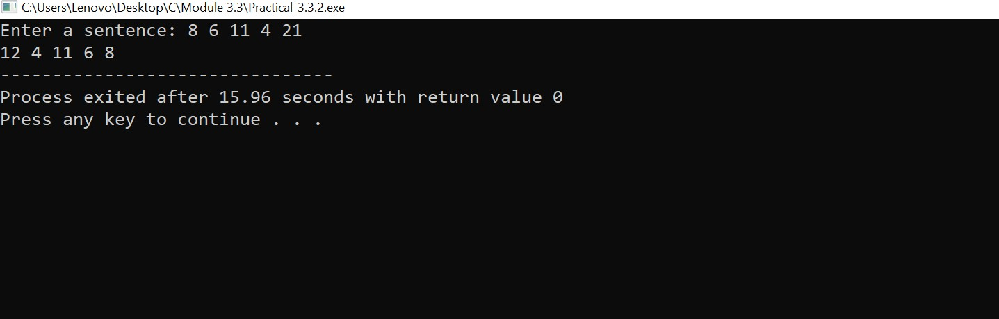 C:\Users\Lenovo\Desktop\C\Module 3.3\Practical-3.3.2.exe
Enter a sentence: 8 6 11 4 21
12 4 11 6 8
--------------------------------
Process exited after 15.96 seconds with return value 0
Press any key to continue . . .